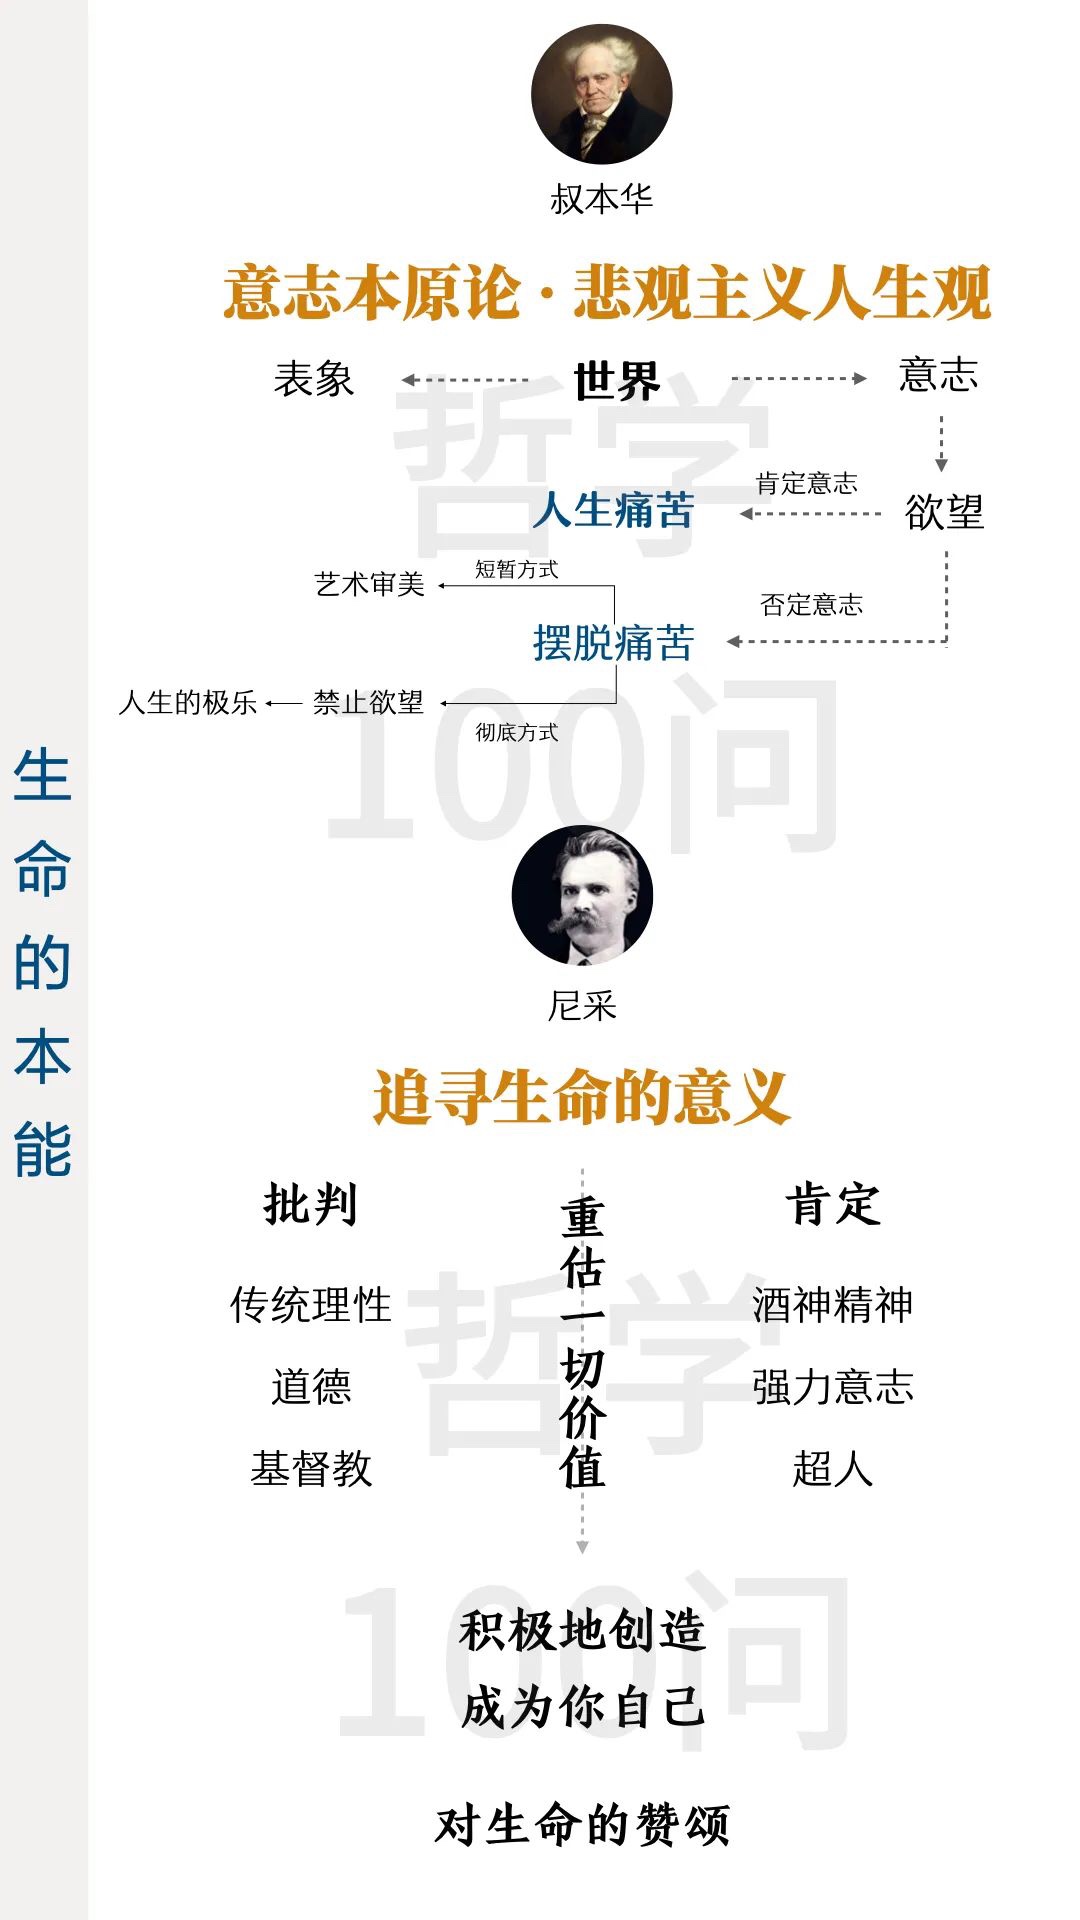 生命的本能
叔本华
意志本原论·悲观主义人生观
表象 世界 意志
肯定意志
人生痛苦 欲望
短暂方式
艺术审美
否定意志
摆脱痛苦
人生的极乐 禁止欲望
彻底方式
哲学
100问
尼采
追寻生命的意义
批判 肯定
重估一切价值
传统理性 酒神精神
道德 强力意志
基督教 超人
哲学
100问
积极地创造
成为你自己
对生命的赞颂